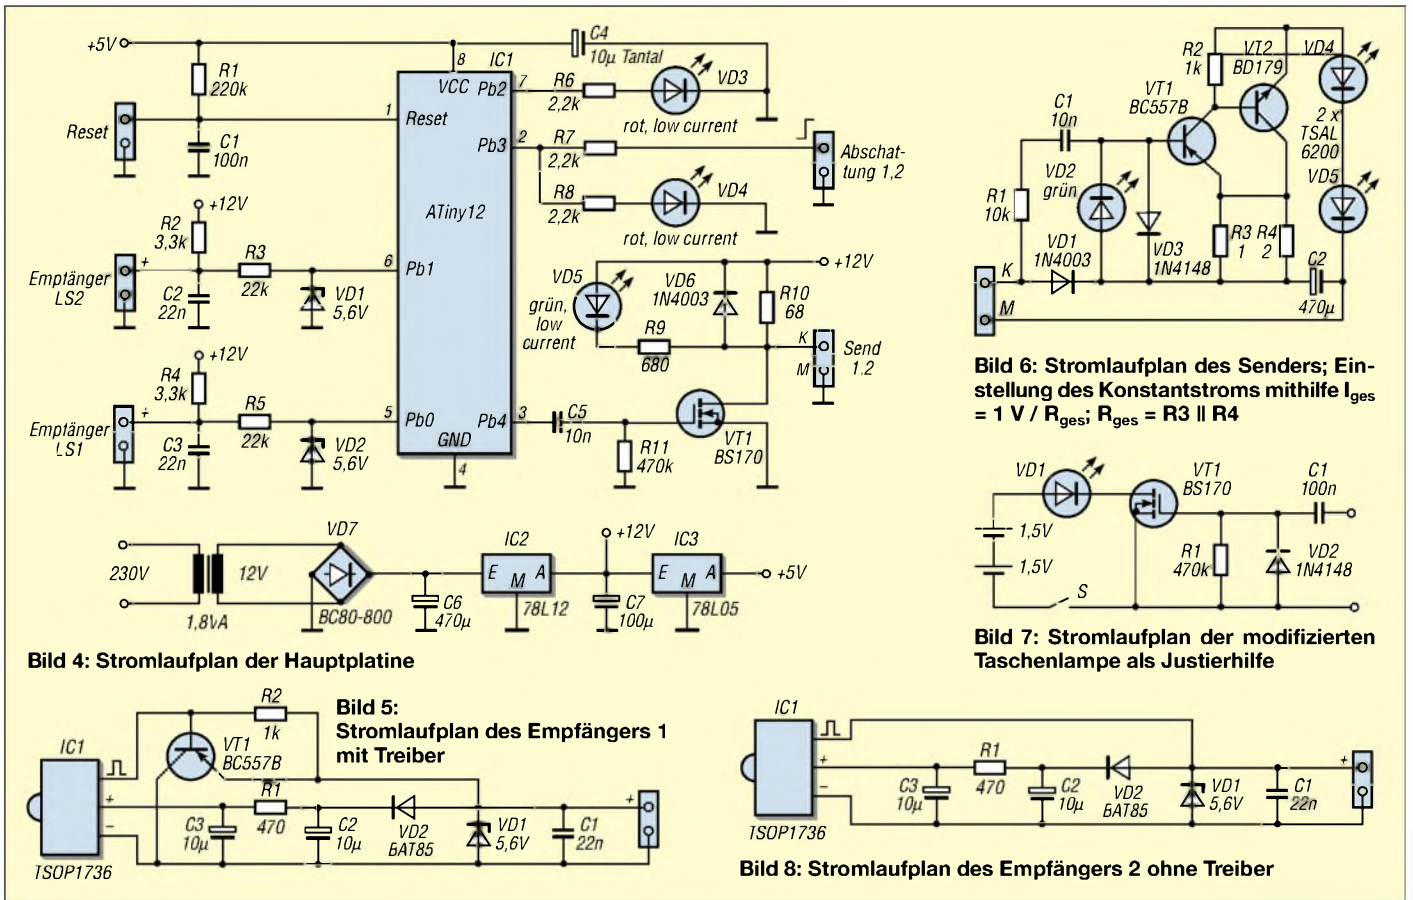 +5V
R1
220k
Reset
C1
100n
+12V
R2
3,3k
Empfänger
LS2
+
C2
22n
R3
22k
VD1
5,6V
+12V
R4
3,3k
Empfänger
LS1
+
C3
22n
R5
22k
VD2
5,6V
IC1
8
VCC
Pb2
7
1
Reset
Pb3
2
ATiny12
6
Pb1
5
Pb0
Pb4
3
GND
4
C4
10µ Tantal
R6
2,2k
VD3
rot, low current
R7
2,2k
Abschat-
tung 1,2
R8
2,2k
VD4
rot, low current
+12V
VD5
grün,
low
current
VD6
1N4003
R10
68
R9
680
K
M
Send
1,2
C5
10n
R11
470k
VT1
BS170
230V
12V
1,8VA
VD7
BC80-800
C6
470µ
IC2
E M A
78L12
+12V
C7
100µ
IC3
E M A
78L05
+5V
Bild 4: Stromlaufplan der Hauptplatine
R2
1k
VT2
BD179
VD4
VT1
BC557B
C1
10n
2 x
TSAL
6200
VD2
grün
VD5
R1
10k
VD1
1N4003
VD3
1N4148
R3
1
R4
2
C2
470µ
K
M
Bild 6: Stromlaufplan des Senders; Ein-
stellung des Konstantstroms mithilfe Iges
= 1 V / Rges; Rges = R3 || R4
VD1
VT1
BS170
C1
100n
1,5V
1,5V
S
R1
470k
VD2
1N4148
Bild 7: Stromlaufplan der modifizierten
Taschenlampe als Justierhilfe
IC1
TSOP1736
+
−
VT1
BC557B
R2
1k
R1
470
C3
10µ
C2
10µ
VD2
BAT85
VD1
5,6V
C1
22n
+
Bild 5:
Stromlaufplan des Empfängers 1
mit Treiber
IC1
TSOP1736
+
−
C3
10µ
R1
470
C2
10µ
VD2
BAT85
VD1
5,6V
C1
22n
+
Bild 8: Stromlaufplan des Empfängers 2 ohne Treiber